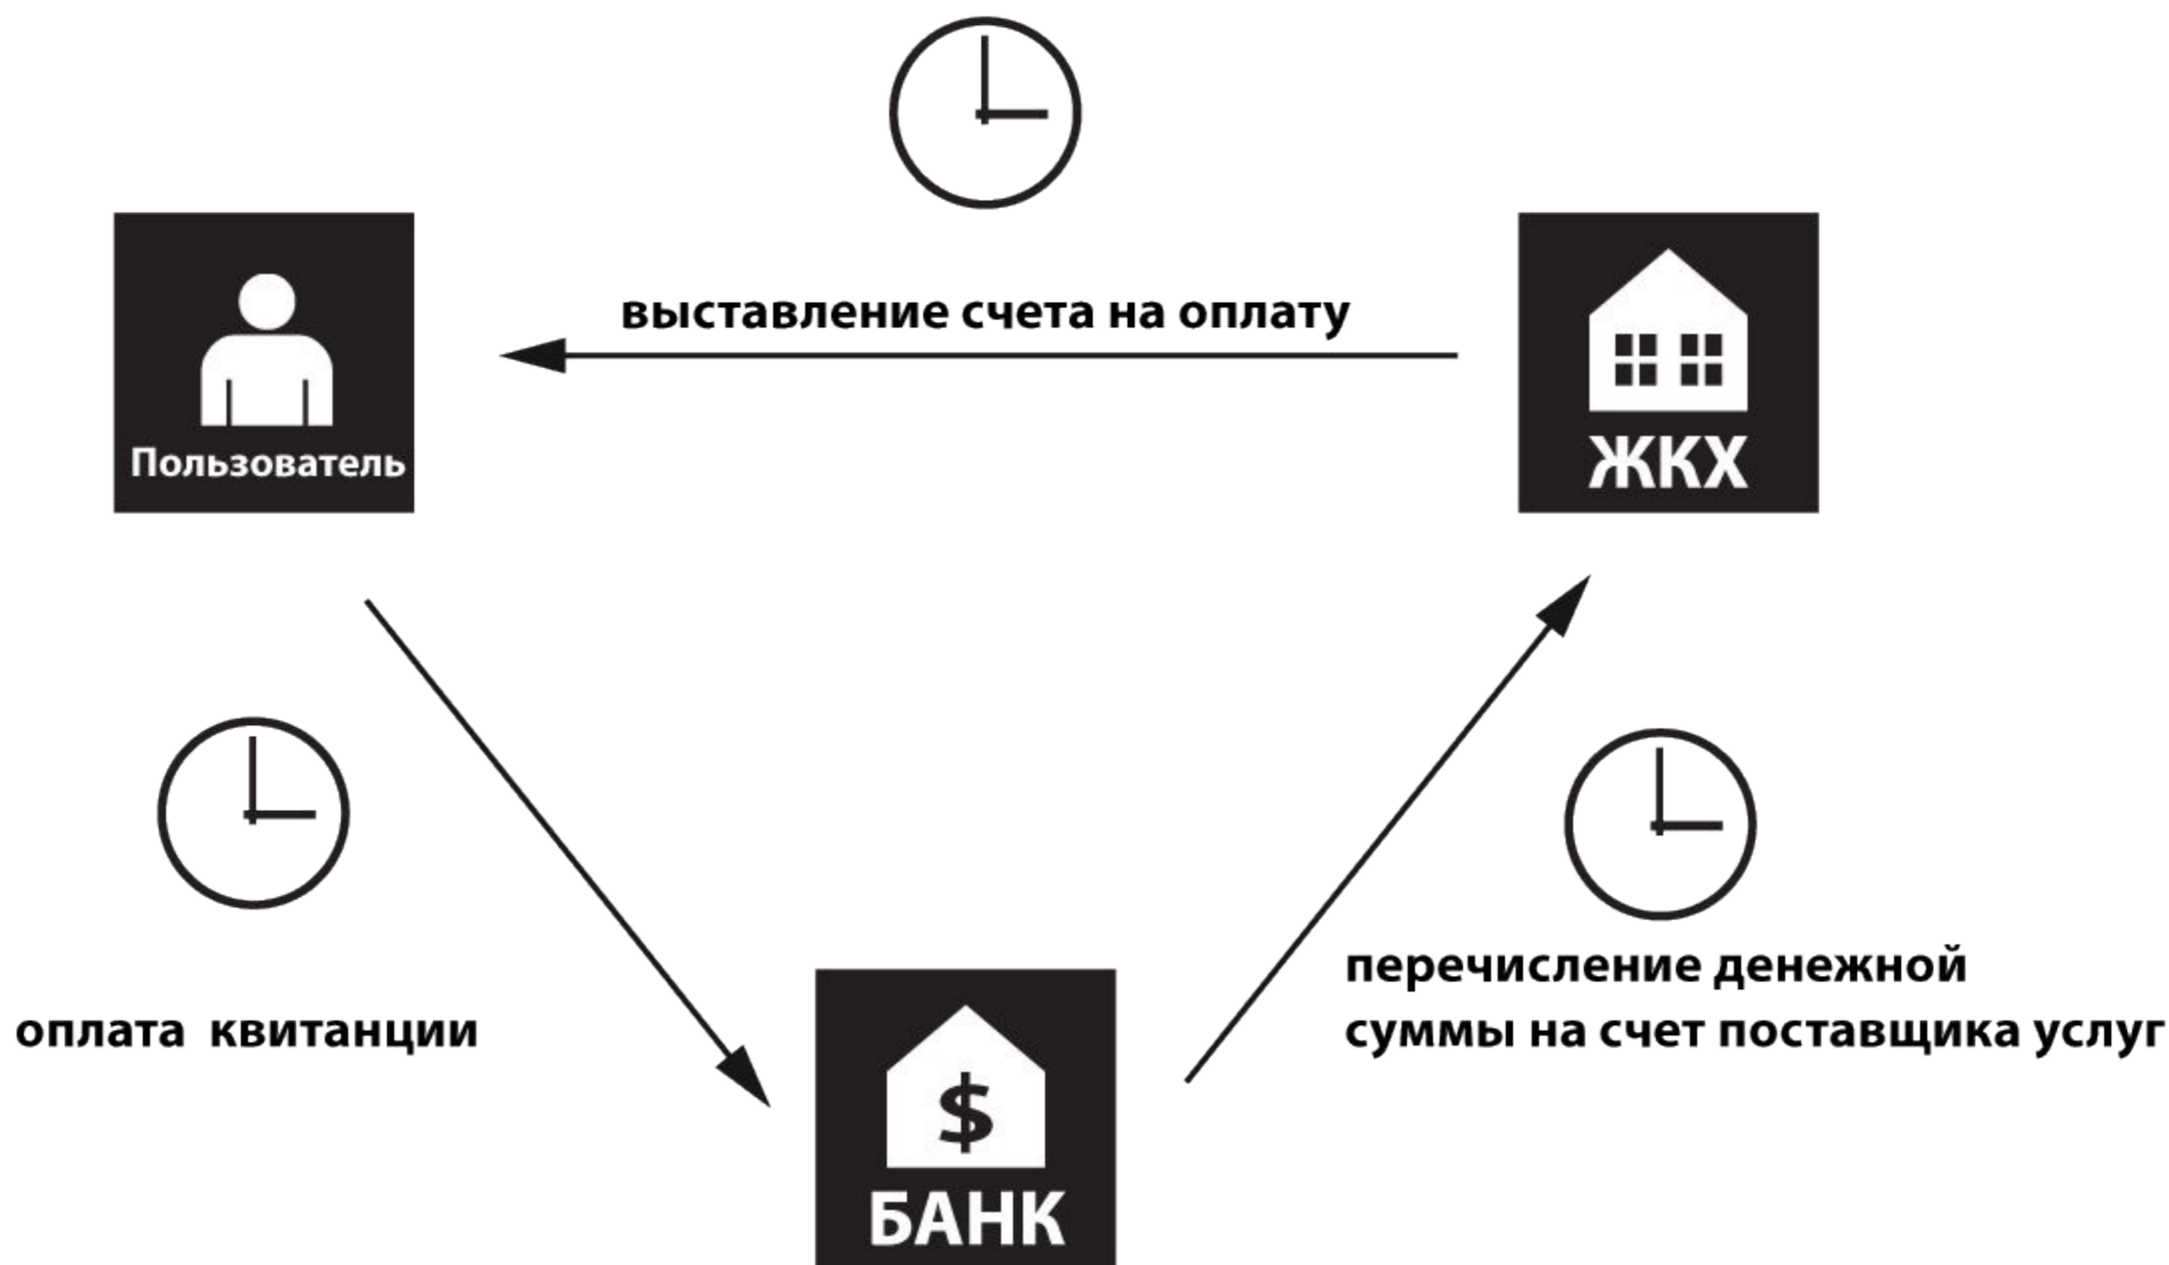 выставление счета на оплату
Пользователь
ЖКХ
оплата квитанции
перечисление денежной
суммы на счет поставщика услуг
$
БАНК